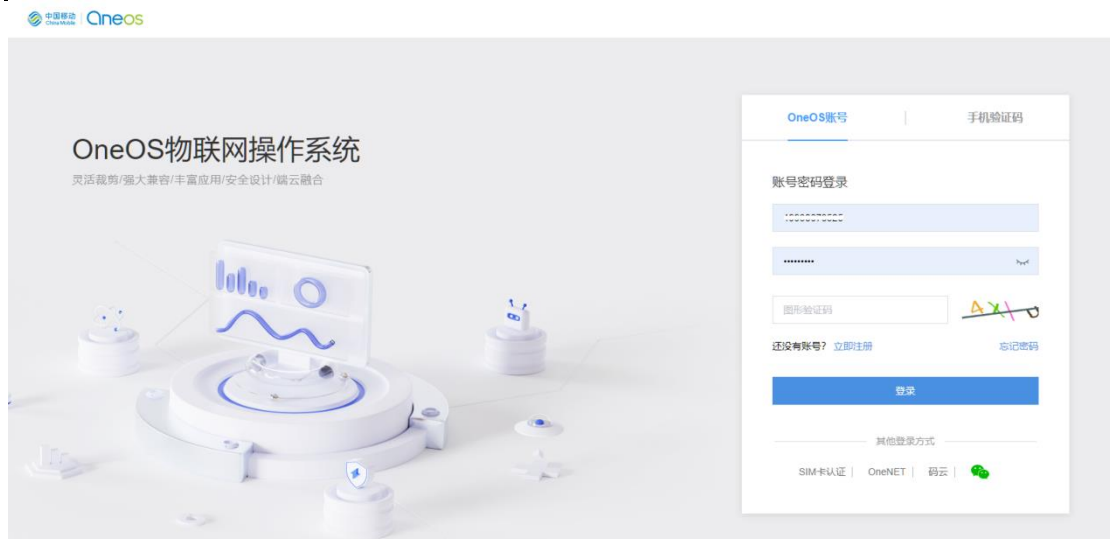 中国移动
China Mobile
OneOS
OneOS账号
手机验证码
OneOS物联网操作系统
灵活裁剪/强大兼容/丰富应用/安全设计/端云融合
账号密码登录
图形验证码
还没有账号? 立即注册
忘记密码
登录
其他登录方式
SIM卡认证 | OneNET | 码云 |